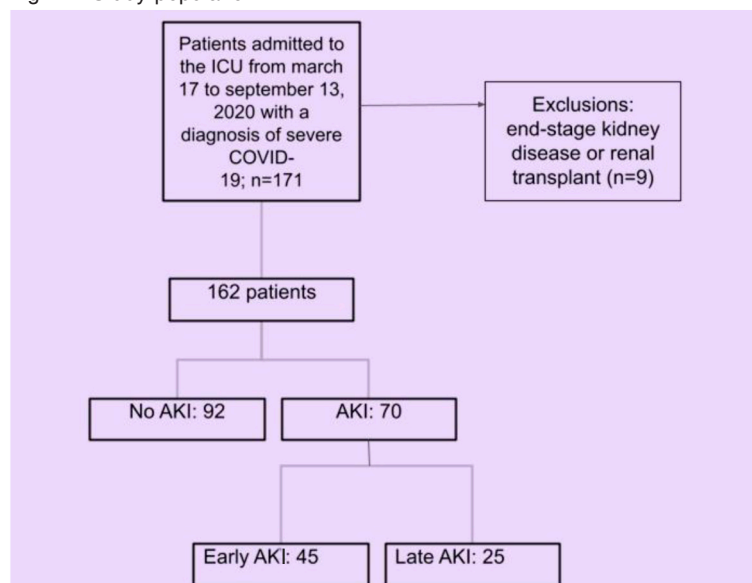 Patients admitted to
the ICU from march
17 to september 13,
2020 with a
diagnosis of severe
COVID-
19; n=171
Exclusions:
end-stage kidney
disease or renal
transplant (n=9)
162 patients
No AKI: 92
AKI: 70
Early AKI: 45
Late AKI: 25